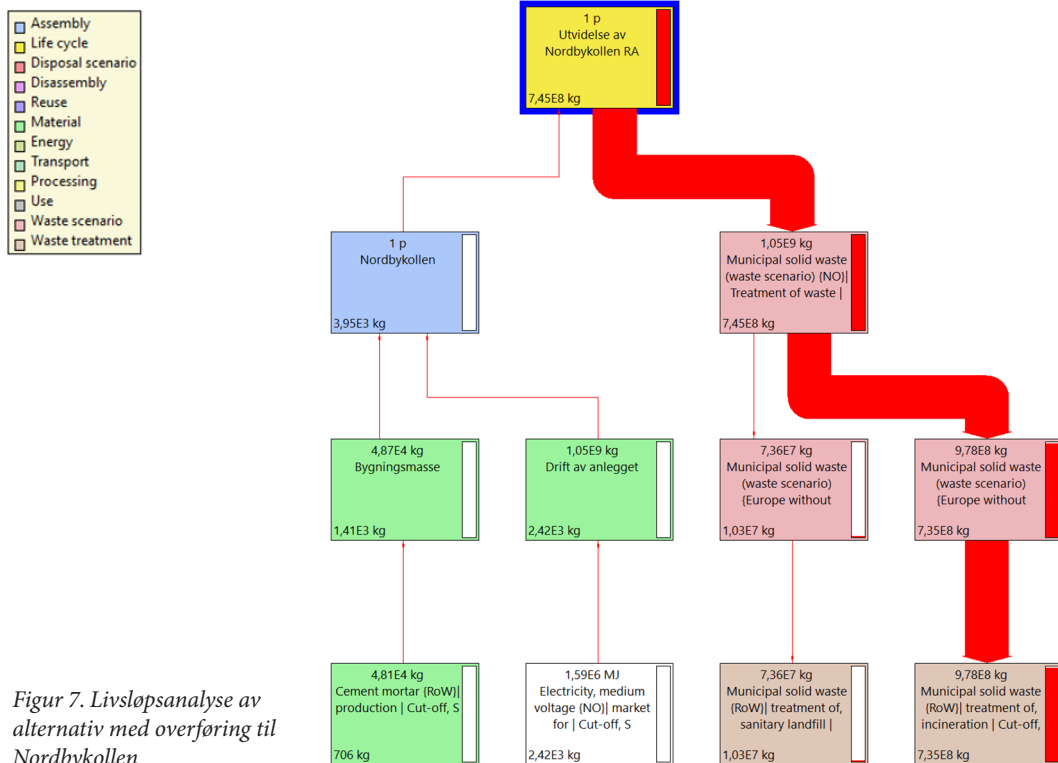 Assembly
Life cycle
Disposal scenario
Disassembly
Reuse
Material
Energy
Transport
Processing
Use
Waste scenario
Waste treatment
1 p
Utvidelse av
Nordbykollen RA
7,45E8 kg
1 p
Nordbykollen
3,95E3 kg
1,05E9 kg
Municipal solid waste
(waste scenario) {NO}|
Treatment of waste |
7,45E8 kg
4,87E4 kg
Bygningsmasse
1,41E3 kg
1,05E9 kg
Drift av anlegget
2,42E3 kg
7,36E7 kg
Municipal solid waste
(waste scenario)
{Europe without
1,03E7 kg
9,78E8 kg
Municipal solid waste
(waste scenario)
{Europe without
7,35E8 kg
4,81E4 kg
Cement mortar {RoW}|
production | Cut-off, S
706 kg
1,59E6 MJ
Electricity, medium
voltage {NO}| market
for | Cut-off, S
2,42E3 kg
7,36E7 kg
Municipal solid waste
{RoW}| treatment of,
sanitary landfill |
1,03E7 kg
9,78E8 kg
Municipal solid waste
{RoW}| treatment of,
incineration | Cut-off,
7,35E8 kg
Figur 7. Livsløpsanalyse av
alternativ med overføring til
Nordbykollen